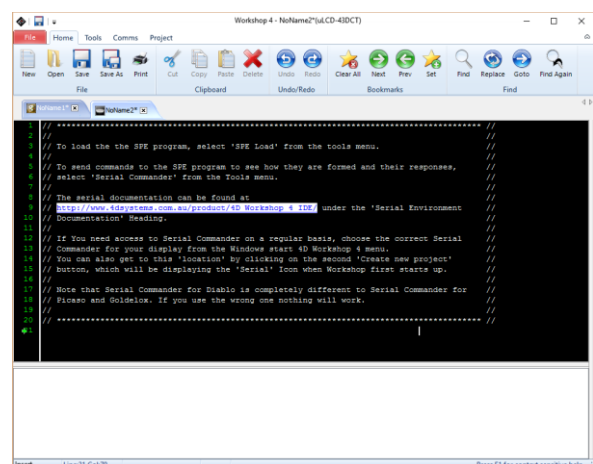 Workshop 4 - NoName2*(uLCD-43DCT)
File Home Tools Comms Project
New Open Save Save As Print Cut Copy Paste Delete Undo Redo Clear All Next Prev Set Find Replace Goto Find Again
File Clipboard Undo/Redo Bookmarks Find
NoName1* NoName2*
1 // ******************************************************************************* //
2 // //
3 // To load the the SPE program, select 'SPE Load' from the tools menu. //
4 // //
5 // To send commands to the SPE program to see how they are formed and their responses, //
6 // select 'Serial Commander' from the Tools menu. //
7 // //
8 // The serial documentation can be found at //
9 // http://www.4dsystems.com.au/product/4D Workshop 4 IDE/ under the 'Serial Environment //
10 // Documentation' Heading. //
11 // //
12 // If You need access to Serial Commander on a regular basis, choose the correct Serial //
13 // Commander for your display from the Windows start 4D Workshop 4 menu. //
14 // You can also get to this 'location' by clicking on the second 'Create new project' //
15 // button, which will be displaying the 'Serial' Icon when Workshop first starts up. //
16 // //
17 // Note that Serial Commander for Diablo is completely different to Serial Commander for //
18 // Picaso and Goldelox. If you use the wrong one nothing will work. //
19 // //
20 // ******************************************************************************* //